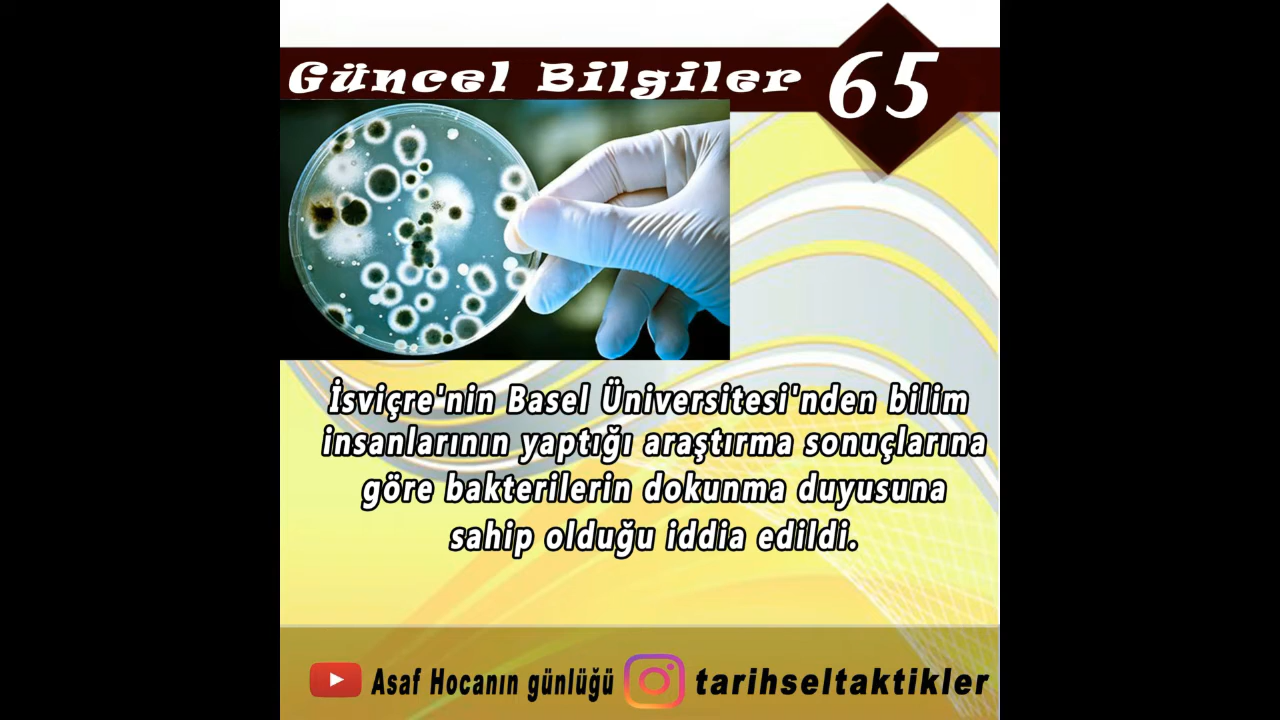 Güncel Bilgiler 65
İsviçre'nin Basel Üniversitesi'nden bilim
insanlarının yaptığı araştırma sonuçlarına
göre bakterilerin dokunma duyusuna
sahip olduğu iddia edildi.
Asaf Hocanın günlüğü tarihseltaktikler